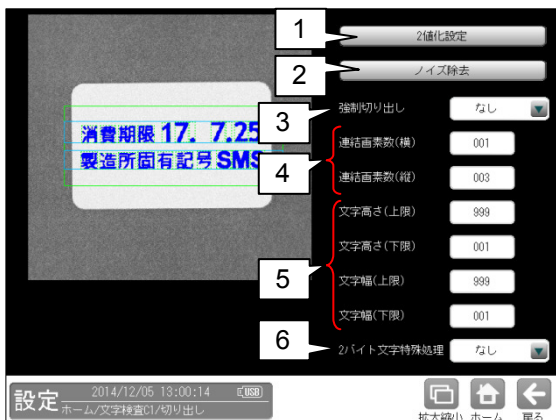 1
2値化設定
2
ノイズ除去
3
強制切り出し なし
4
連結画素数(横) 001
連結画素数(縦) 003
5
文字高さ(上限) 999
文字高さ(下限) 001
文字幅(上限) 999
文字幅(下限) 001
6
2バイト文字特殊処理 なし
消費期限 17. 7.25
製造所固有記号 SMS
設定 2014/12/05 13:00:14 USB
ホーム/文字検査C1/切り出し
拡大縮小 ホーム 戻る